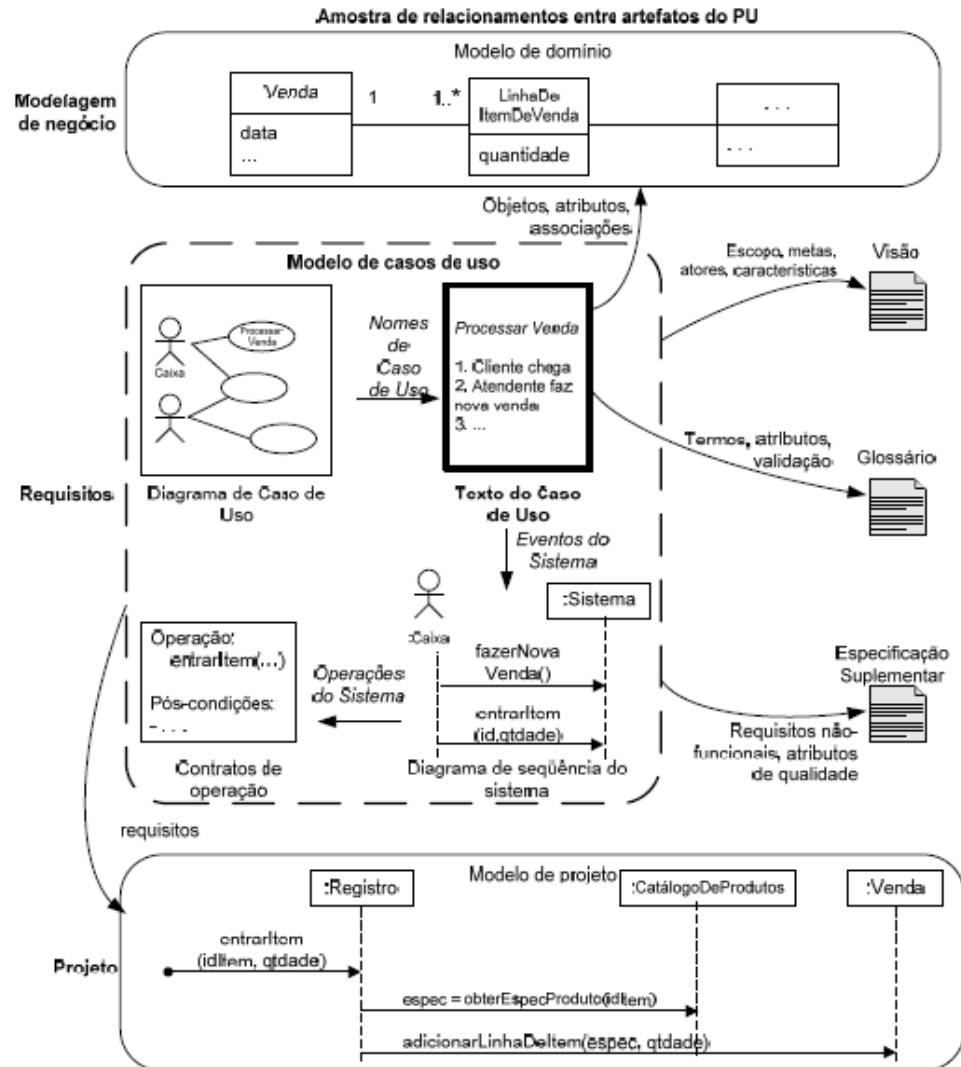 Amostra de relacionamentos entre artefatos do PU
Modelo de domínio
Modelagem
de negócio
Venda
data
...
1
1..*
LinhaDe
ItemDeVenda
quantidade
. . .
. . .
Objetos, atributos,
associações
Modelo de casos de uso
Escopo, metas,
atores, características
Visão
Processar
Venda
Caixa
Nomes
de
Caso
de Uso
Processar Venda
1. Cliente chega
2. Atendente faz
nova venda
3. ...
Termos, atributos,
validação
Glossário
Requisitos
Diagrama de Caso de
Uso
Texto do Caso
de Uso
Eventos do
Sistema
:Sistema
:Caixa
Operação:
entrarItem(...)
Pós-condições:
- . . .
Operações
do Sistema
fazerNova
Venda()
entrarItem
(id,qtdade)
Especificação
Suplementar
Requisitos não-
funcionais, atributos
de qualidade
Contratos de
operação
Diagrama de seqüência do
sistema
requisitos
Modelo de projeto
:Registro
:CatálogoDeProdutos
:Venda
Projeto
entrarItem
(idItem, qtdade)
espec = obterEspecProduto(idItem)
adicionarLinhaDeItem(espec, qtdade)